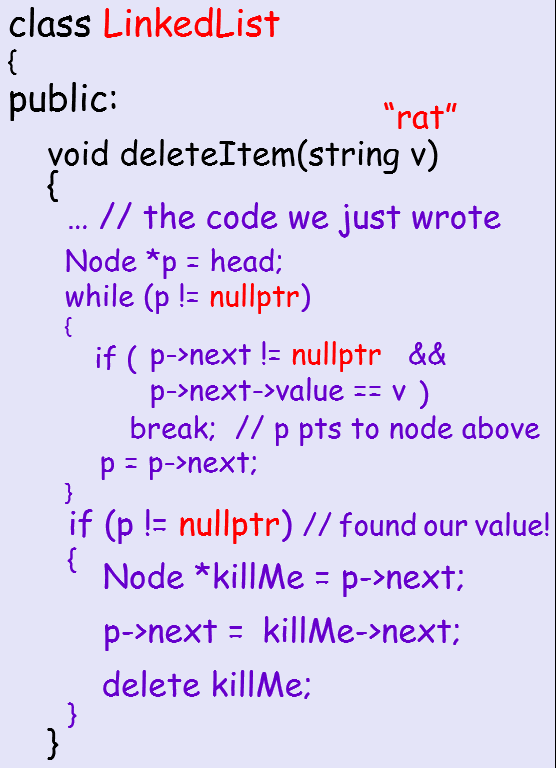 class LinkedList
{
public:
“rat”
void deleteItem(string v)
{
… // the code we just wrote
Node *p = head;
while (p != nullptr)
{
if ( p->next != nullptr &&
p->next->value == v )
break; // p pts to node above
p = p->next;
}
if (p != nullptr) // found our value!
{
Node *killMe = p->next;
p->next = killMe->next;
delete killMe;
}
}